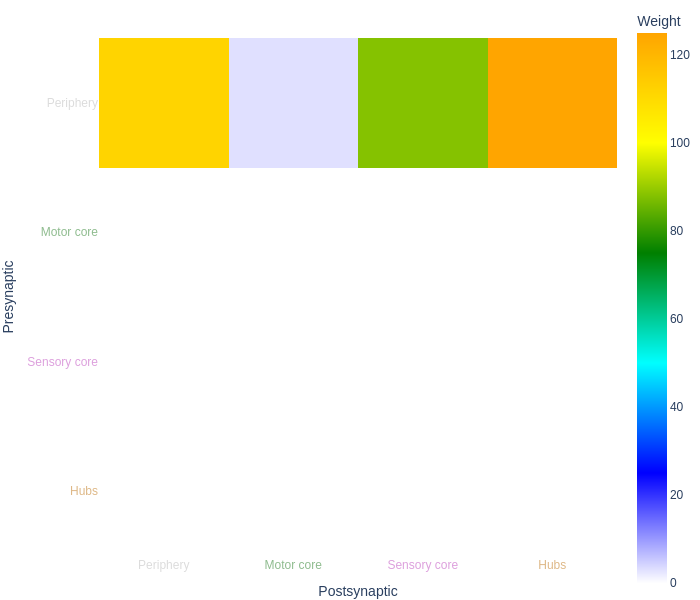 Weight
120
100
80
60
40
20
0
Presynaptic
Periphery
Motor core
Sensory core
Hubs
Periphery Motor core Sensory core Hubs
Postsynaptic